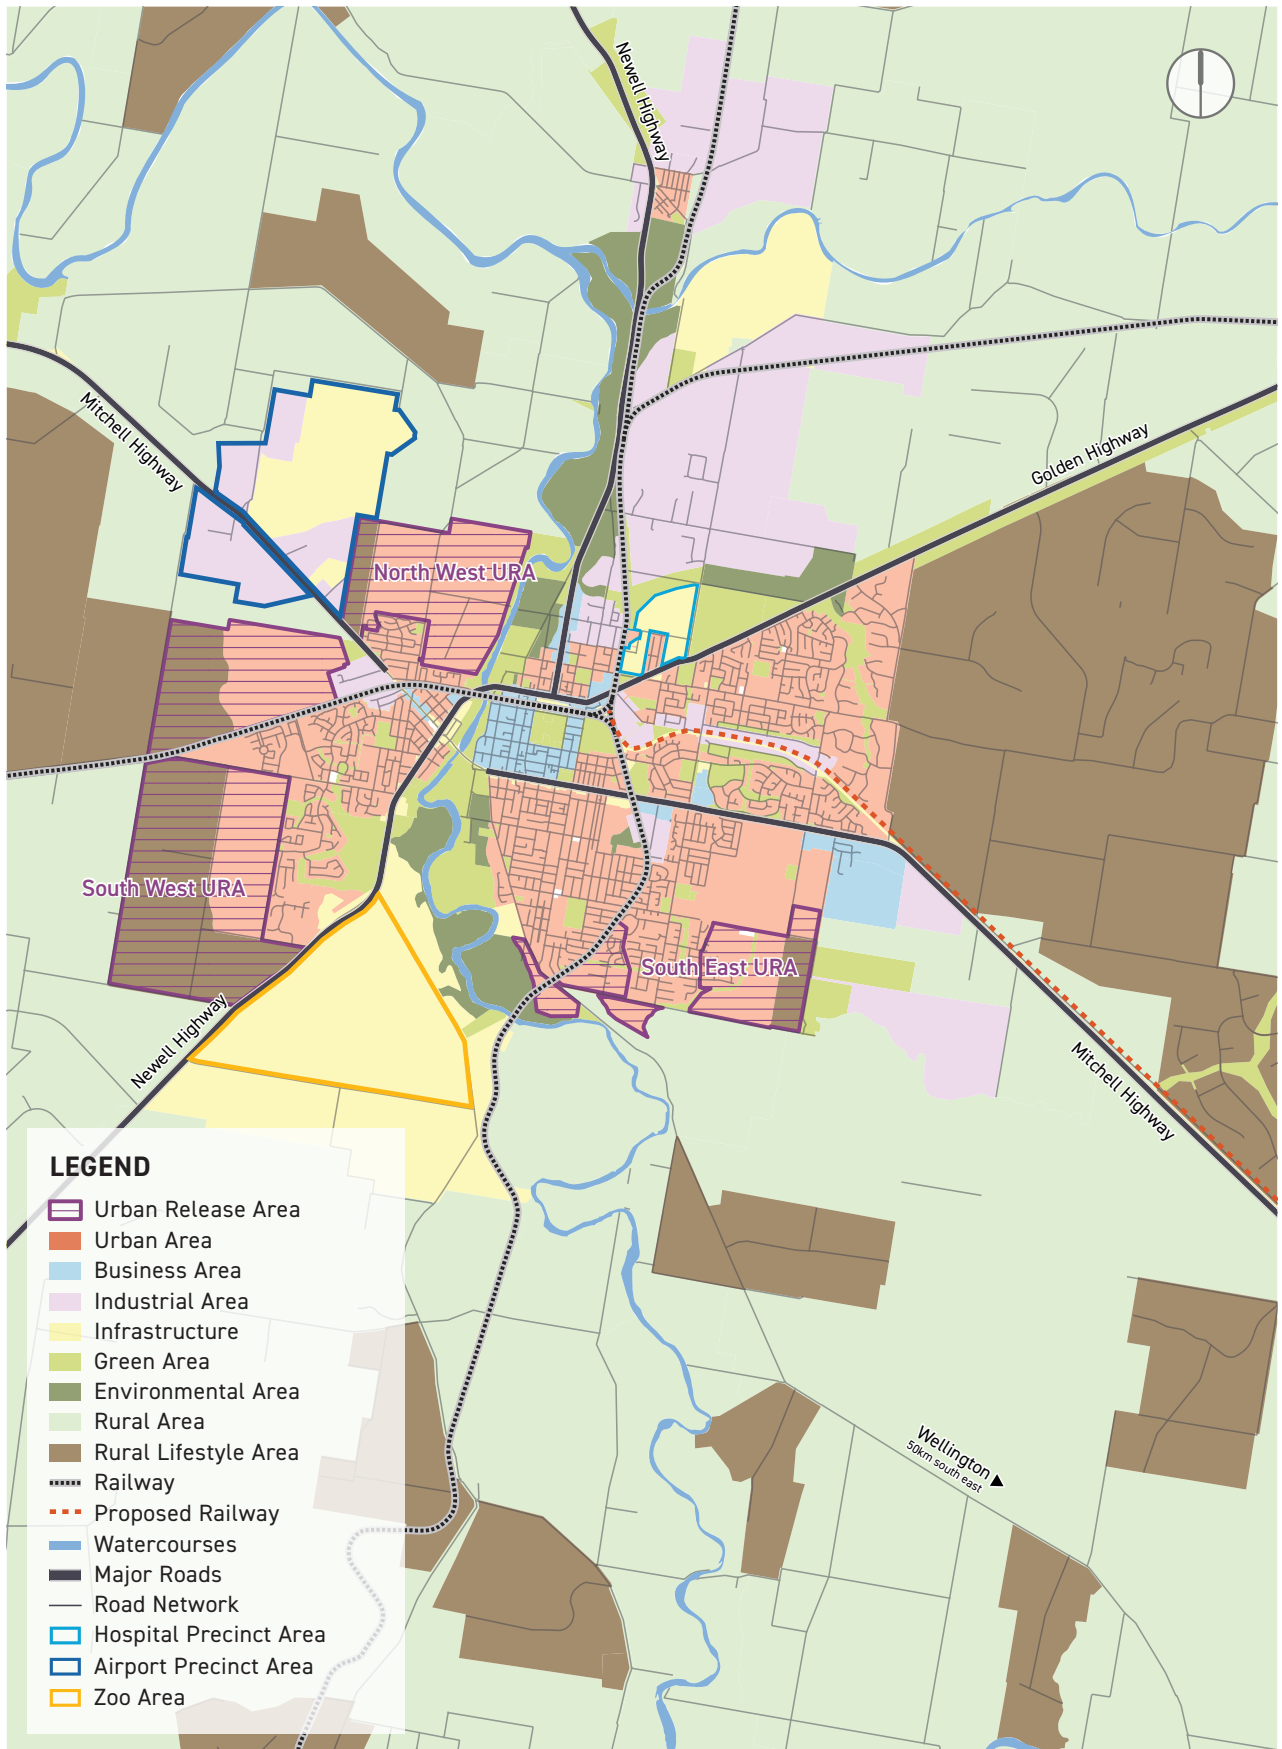 Newell Highway
Mitchell Highway
Golden Highway
North West URA
South West URA
South East URA
Newell Highway
Mitchell Highway
Wellington
50km south east
LEGEND
Urban Release Area
Urban Area
Business Area
Industrial Area
Infrastructure
Green Area
Environmental Area
Rural Area
Rural Lifestyle Area
Railway
Proposed Railway
Watercourses
Major Roads
Road Network
Hospital Precinct Area
Airport Precinct Area
Zoo Area